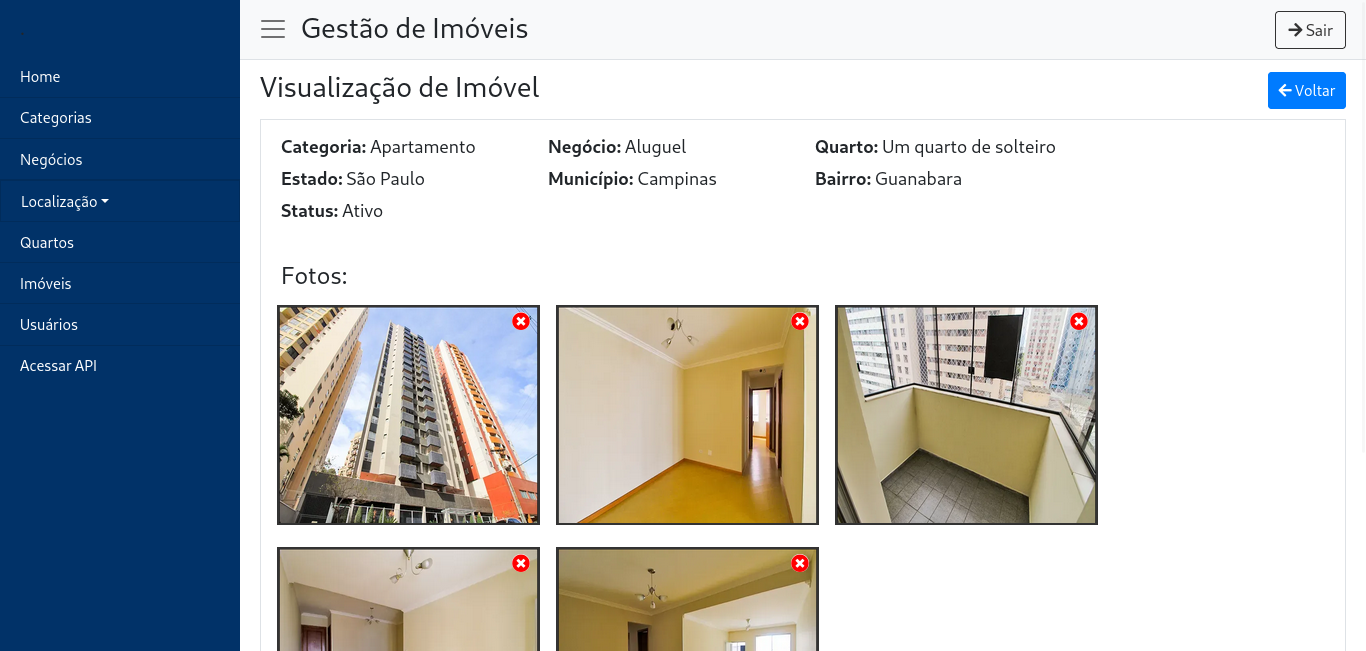 Gestão de Imóveis
Sair
Home
Categorias
Negócios
Localização
Quartos
Imóveis
Usuários
Acessar API
Visualização de Imóvel
Voltar
Categoria: Apartamento Negócio: Aluguel Quarto: Um quarto de solteiro
Estado: São Paulo Município: Campinas Bairro: Guanabara
Status: Ativo
Fotos: